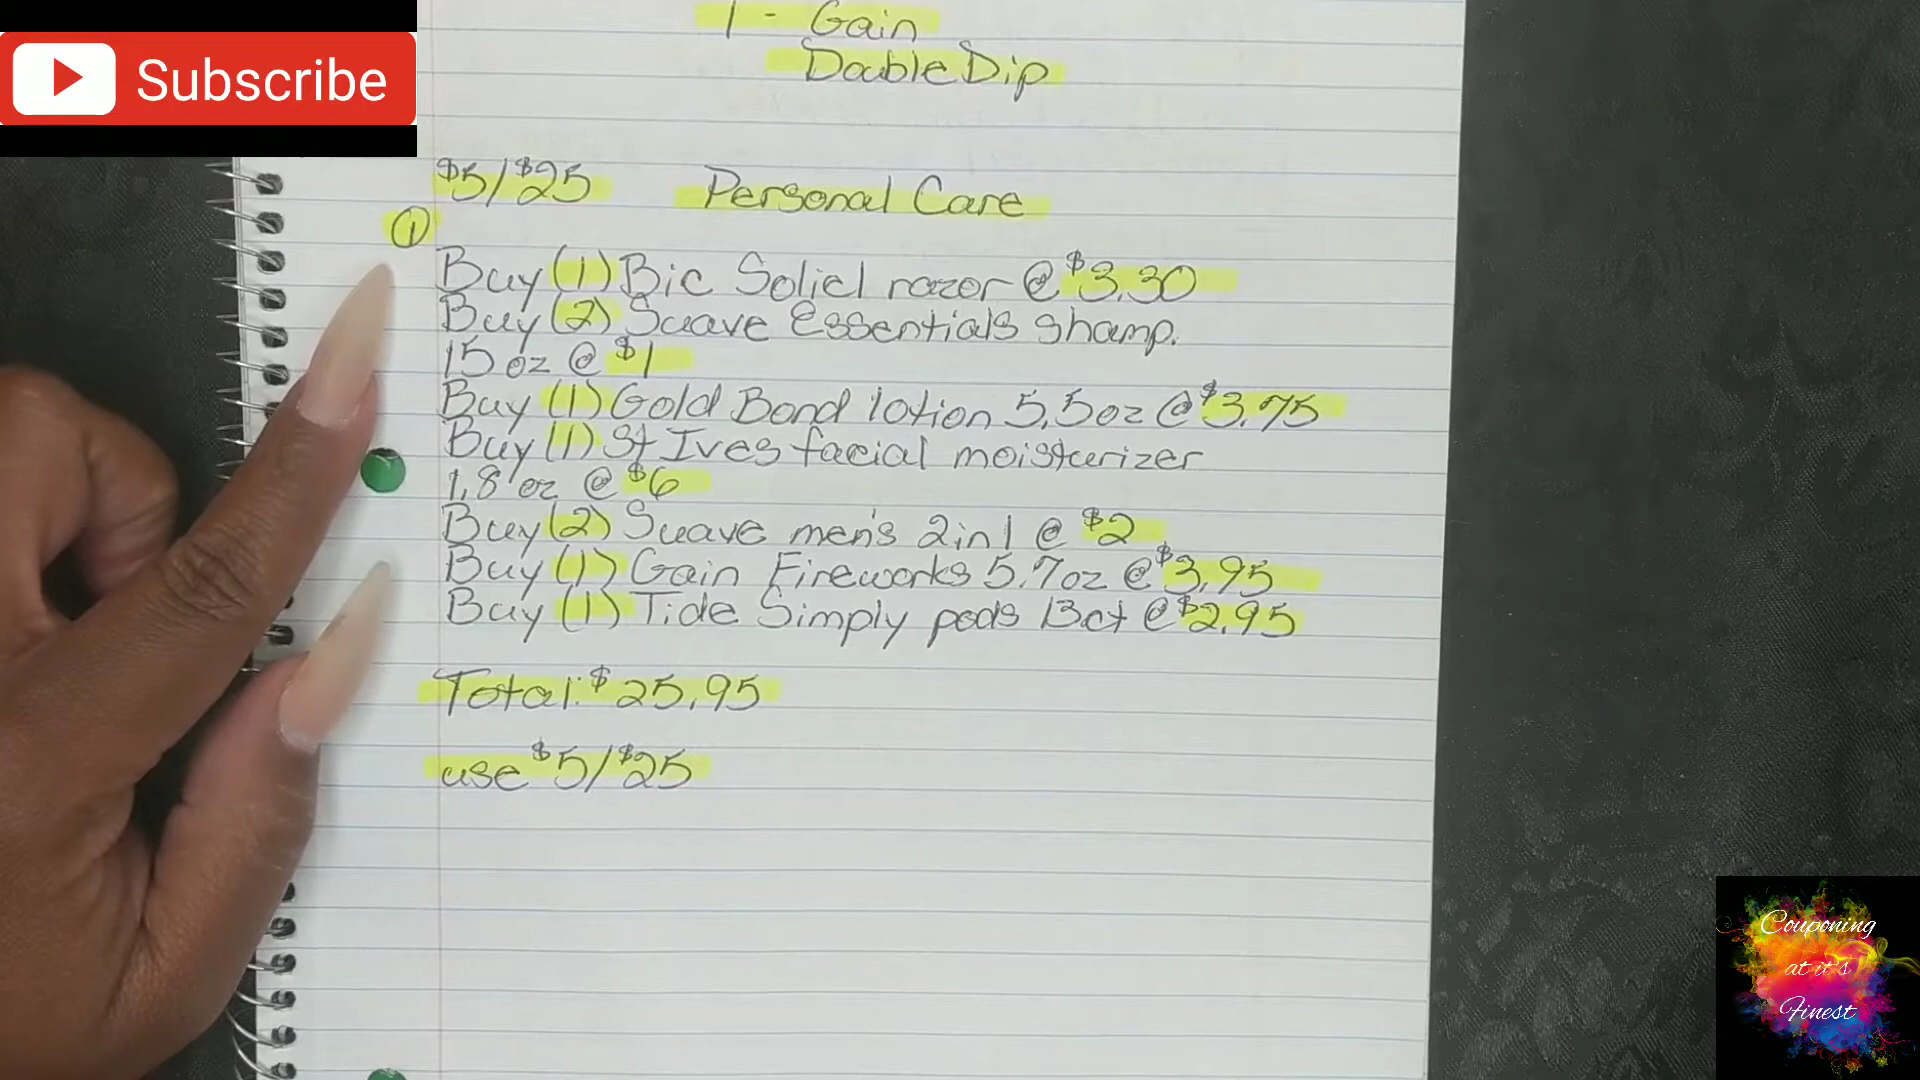 Subscribe
1 - Gain
Double Dip
$5/$25 Personal Care
①
Buy (1) Bic Soliel razor @ $3.30
Buy (2) Suave Essentials shamp.
15 oz @ $1
Buy (1) Gold Bond lotion 5.5oz @ $3.75
Buy (1) St Ives facial moisturizer
1.8 oz @ $6
Buy (2) Suave men's 2in1 @ $2
Buy (1) Gain Fireworks 5.7oz @ $3.95
Buy (1) Tide Simply pods 13ct @ $2.95
Total: $25.95
use $5/$25
Couponing
at it's
Finest